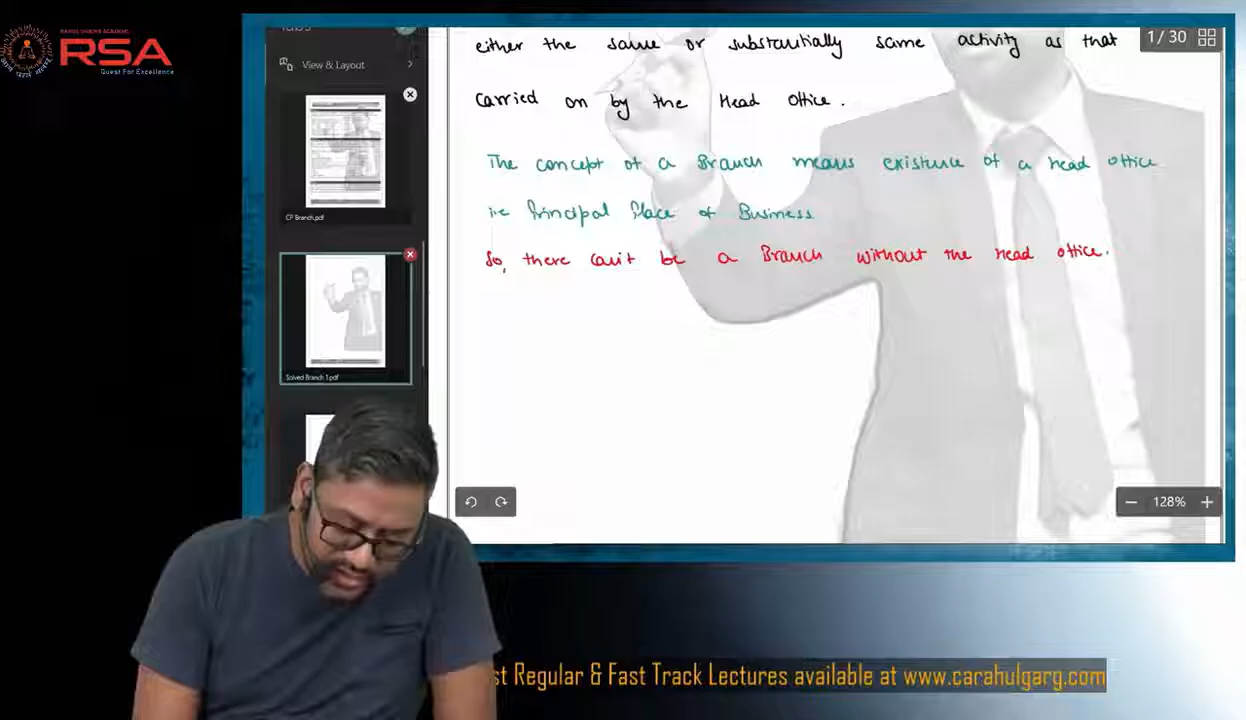 RAHUL SHARMA ACADEMY
RSA
Quest For Excellence
View & Layout
CP Branch.pdf
Solved Branch 1.pdf
either the same or substantially same activity as that
carried on by the Head Office.
The concept of a Branch means existence of a head office
i.e Principal Place of Business
So, there can't be a Branch without the head office.
1 / 30
128%
st Regular & Fast Track Lectures available at www.carahulgarg.com